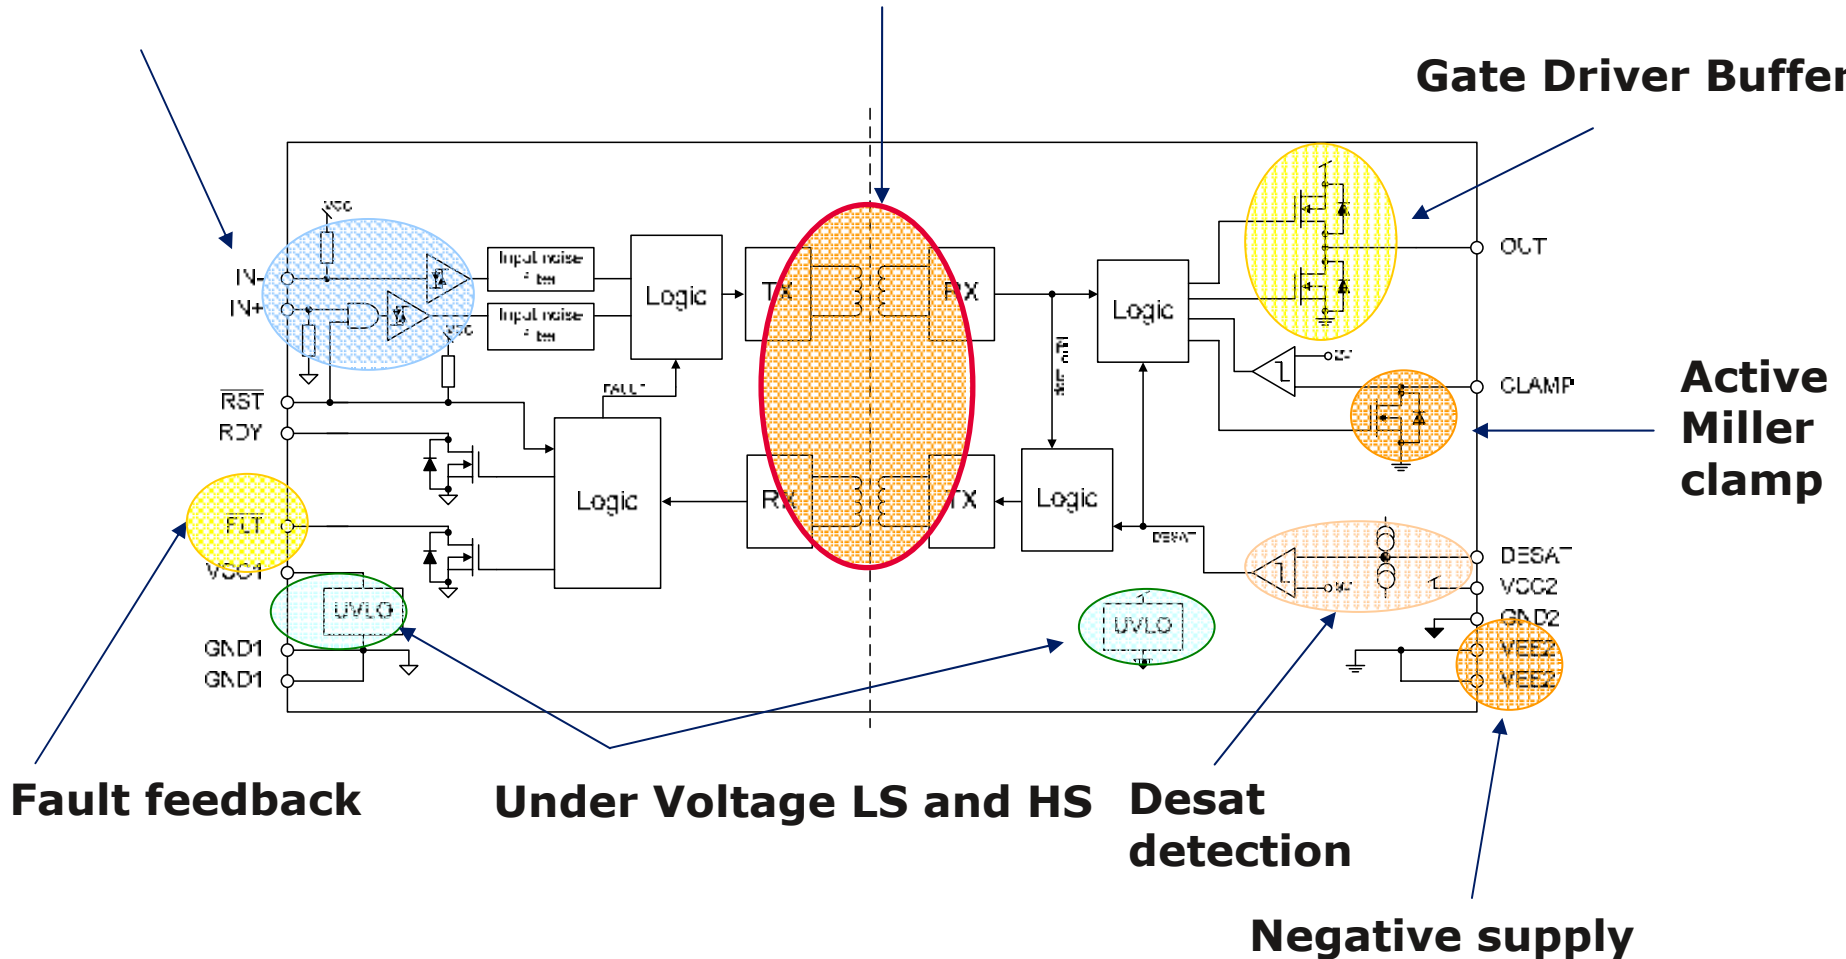 Gate Driver Buffer
VCC
IN-
IN+
Input noise
Input noise
Logic
TX
RX
Logic
OUT
VCC
FAULT
CLAMP
RST
RDY
Active
Miller
clamp
Logic
RX
TX
Logic
FLT
DESAT
DESAT
VCC1
VCC2
UVLO
UVLO
GND2
GND1
VEE2
GND1
VEE2
Fault feedback
Under Voltage LS and HS
Desat
detection
Negative supply